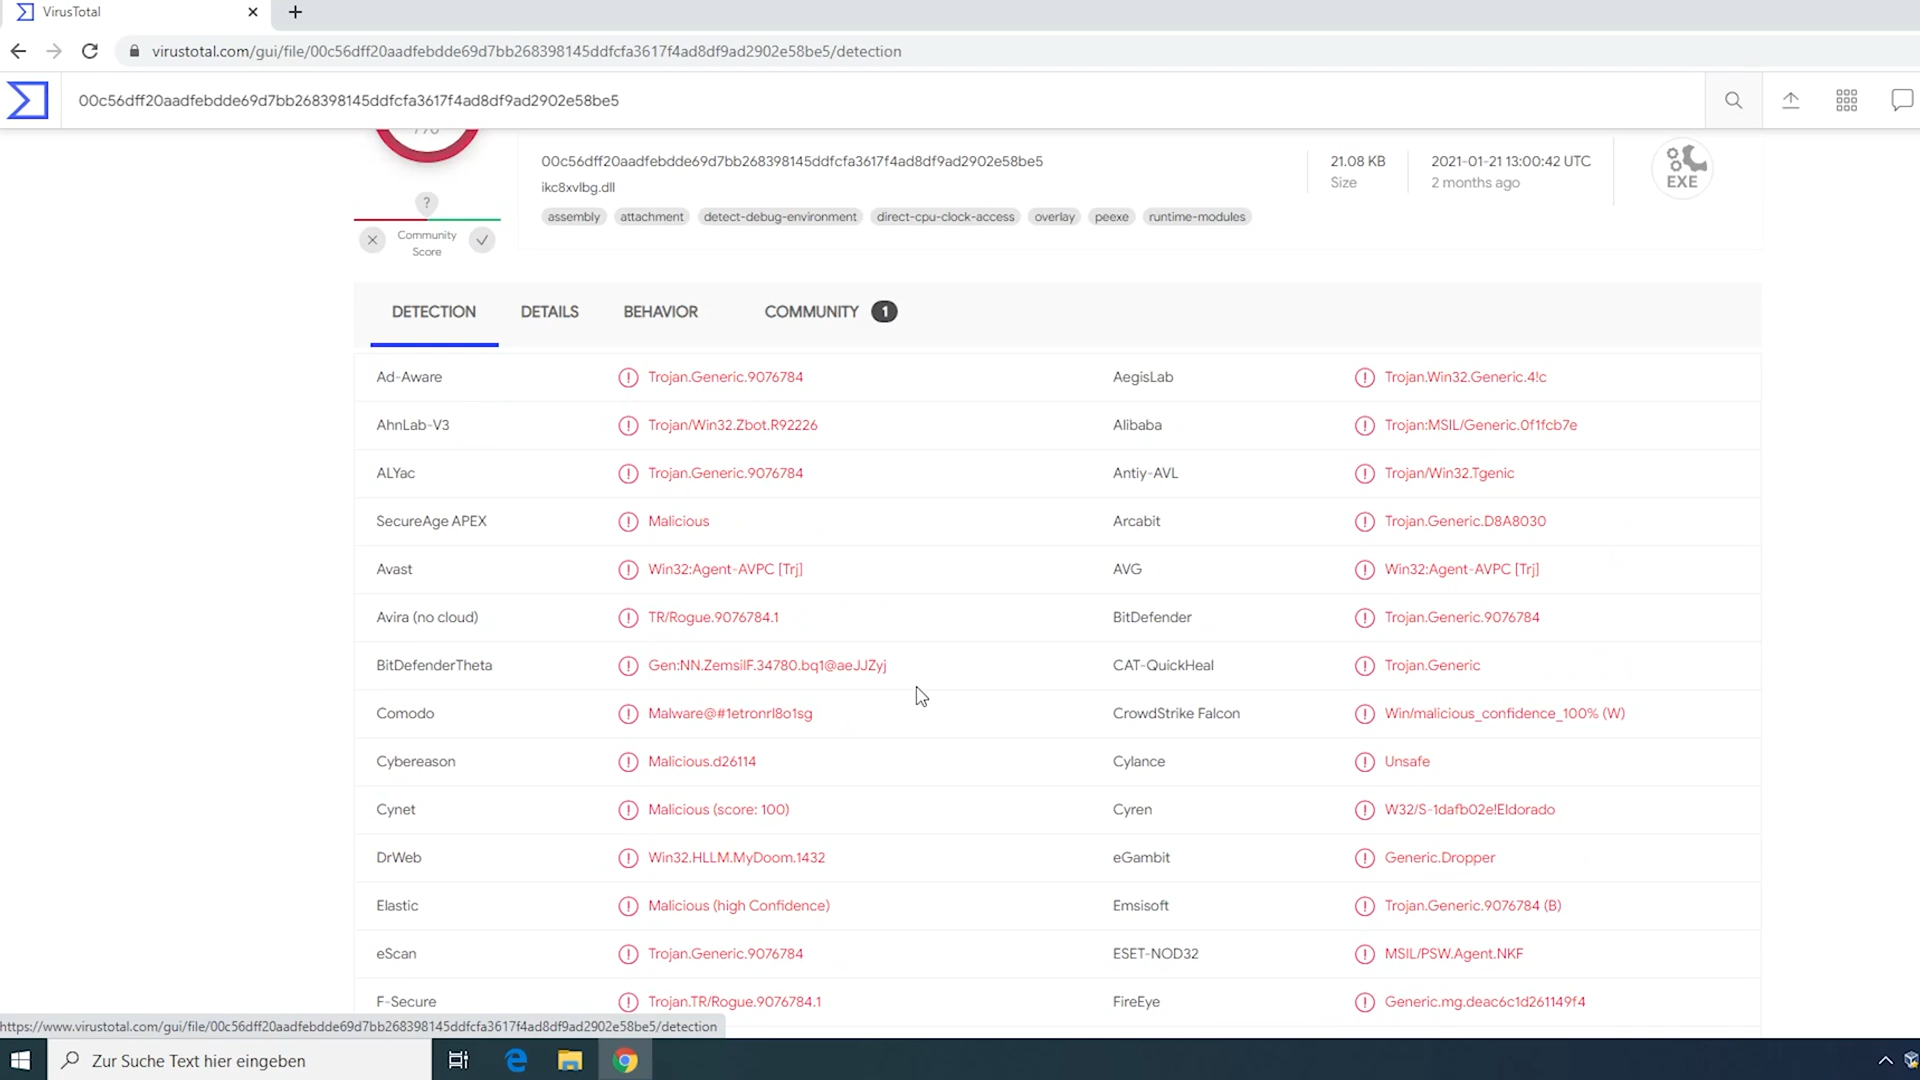 VirusTotal
virustotal.com/gui/file/00c56dff20aadfebdde69d7bb268398145ddfcfa3617f4ad8df9ad2902e58be5/detection
00c56dff20aadfebdde69d7bb268398145ddfcfa3617f4ad8df9ad2902e58be5
00c56dff20aadfebdde69d7bb268398145ddfcfa3617f4ad8df9ad2902e58be5
21.08 KB
Size
2021-01-21 13:00:42 UTC
2 months ago
EXE
ikc8xvlbg.dll
assembly attachment detect-debug-environment direct-cpu-clock-access overlay peexe runtime-modules
?
Community
Score
DETECTION DETAILS BEHAVIOR COMMUNITY 1
Ad-Aware Trojan.Generic.9076784 AegisLab Trojan.Win32.Generic.4!c
AhnLab-V3 Trojan/Win32.Zbot.R92226 Alibaba Trojan:MSIL/Generic.0f1fcb7e
ALYac Trojan.Generic.9076784 Antiy-AVL Trojan/Win32.Tgenic
SecureAge APEX Malicious Arcabit Trojan.Generic.D8A8030
Avast Win32:Agent-AVPC [Trj] AVG Win32:Agent-AVPC [Trj]
Avira (no cloud) TR/Rogue.9076784.1 BitDefender Trojan.Generic.9076784
BitDefenderTheta Gen:NN.ZemsilF.34780.bq1@aeJJZyj CAT-QuickHeal Trojan.Generic
Comodo Malware@#1etronrl8o1sg CrowdStrike Falcon Win/malicious_confidence_100% (W)
Cybereason Malicious.d26114 Cylance Unsafe
Cynet Malicious (score: 100) Cyren W32/S-1dafb02e!Eldorado
DrWeb Win32.HLLM.MyDoom.1432 eGambit Generic.Dropper
Elastic Malicious (high Confidence) Emsisoft Trojan.Generic.9076784 (B)
eScan Trojan.Generic.9076784 ESET-NOD32 MSIL/PSW.Agent.NKF
F-Secure Trojan.TR/Rogue.9076784.1 FireEye Generic.mg.deac6c1d261149f4
https://www.virustotal.com/gui/file/00c56dff20aadfebdde69d7bb268398145ddfcfa3617f4ad8df9ad2902e58be5/detection
Zur Suche Text hier eingeben